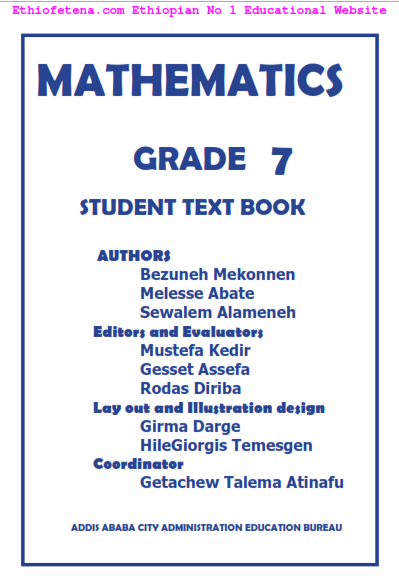 Ethiofetena.com Ethiopian No 1 Educational Website
MATHEMATICS
GRADE 7
STUDENT TEXT BOOK
AUTHORS
Bezuneh Mekonnen
Melesse Abate
Sewalem Alameneh
Editors and Evaluators
Mustefa Kedir
Gesset Assefa
Rodas Diriba
Lay out and Illustration design
Girma Darge
HileGiorgis Temesgen
Coordinator
Getachew Talema Atinafu
ADDIS ABABA CITY ADMINISTRATION EDUCATION BUREAU